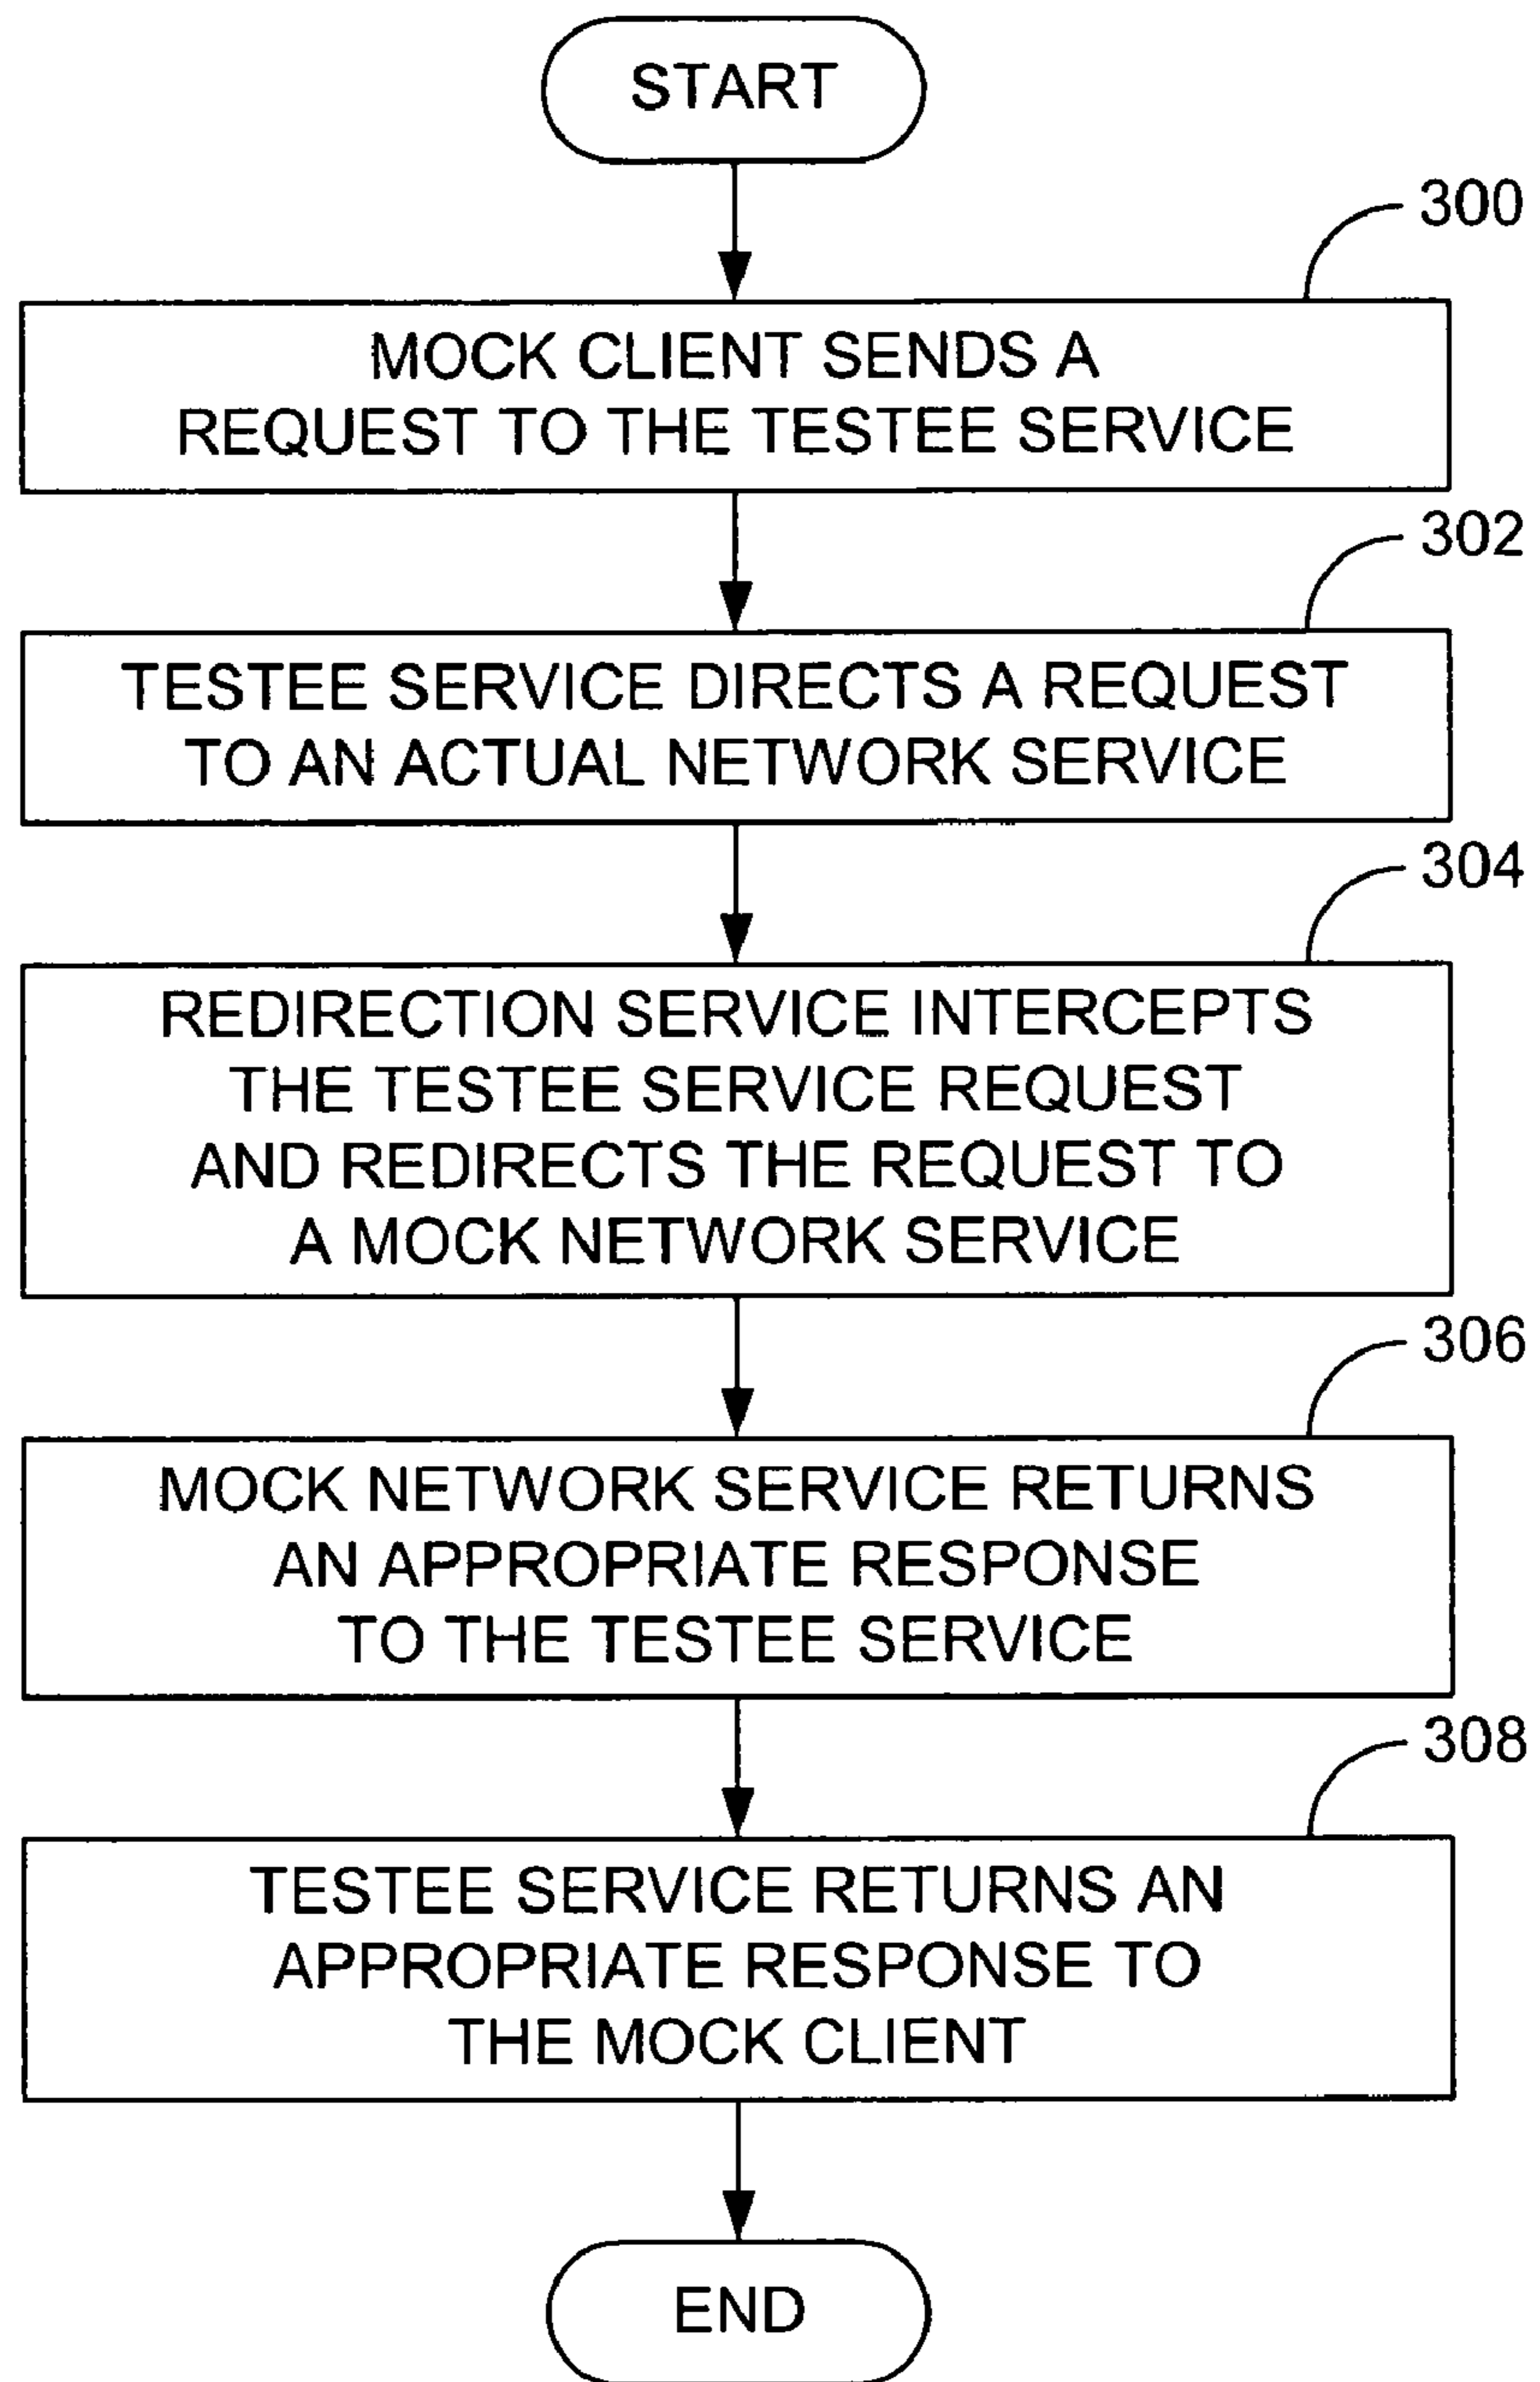 START
300
MOCK CLIENT SENDS A
REQUEST TO THE TESTEE SERVICE
302
TESTEE SERVICE DIRECTS A REQUEST
TO AN ACTUAL NETWORK SERVICE
304
REDIRECTION SERVICE INTERCEPTS
THE TESTEE SERVICE REQUEST
AND REDIRECTS THE REQUEST TO
A MOCK NETWORK SERVICE
306
MOCK NETWORK SERVICE RETURNS
AN APPROPRIATE RESPONSE
TO THE TESTEE SERVICE
308
TESTEE SERVICE RETURNS AN
APPROPRIATE RESPONSE TO
THE MOCK CLIENT
END